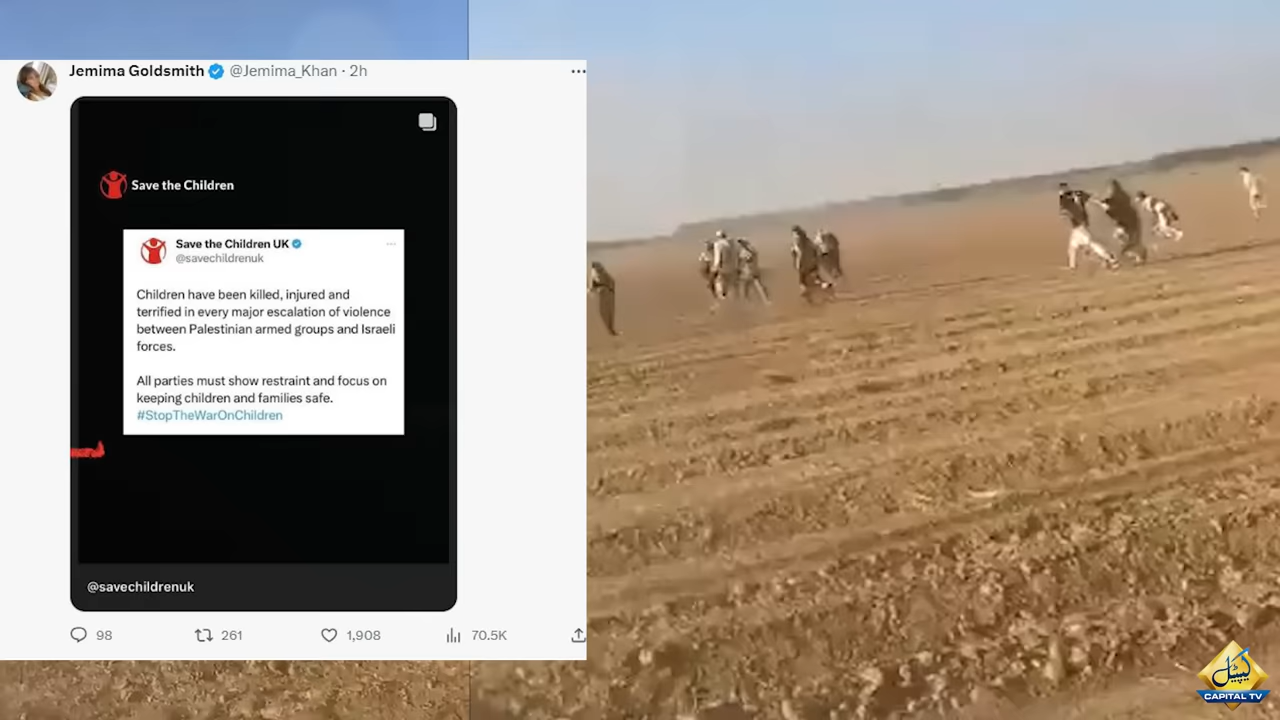 Jemima Goldsmith @Jemima_Khan · 2h
Save the Children
Save the Children UK
@savechildrenuk
Children have been killed, injured and
terrified in every major escalation of violence
between Palestinian armed groups and Israeli
forces.
All parties must show restraint and focus on
keeping children and families safe.
#StopTheWarOnChildren
@savechildrenuk
98
261
1,908
70.5K
کیپیٹل
CAPITAL TV